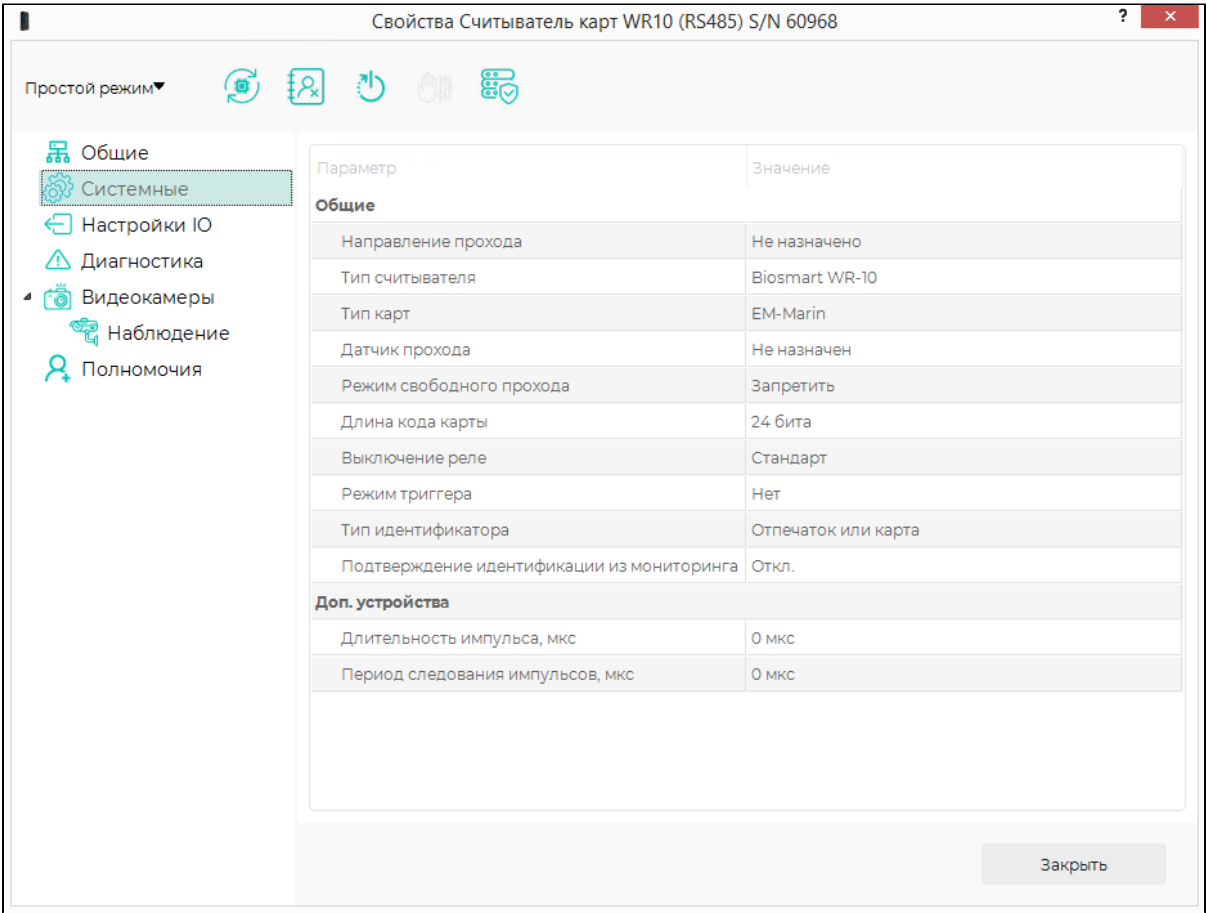 Свойства Считыватель карт WR10 (RS485) S/N 60968
?
Простой режим
Общие
Системные
Настройки IO
Диагностика
Видеокамеры
Наблюдение
Полномочия
Параметр Значение
Общие
Направление прохода Не назначено
Тип считывателя Biosmart WR-10
Тип карт EM-Marin
Датчик прохода Не назначен
Режим свободного прохода Запретить
Длина кода карты 24 бита
Выключение реле Стандарт
Режим триггера Нет
Тип идентификатора Отпечаток или карта
Подтверждение идентификации из мониторинга Откл.
Доп. устройства
Длительность импульса, мкс 0 мкс
Период следования импульсов, мкс 0 мкс
Закрыть